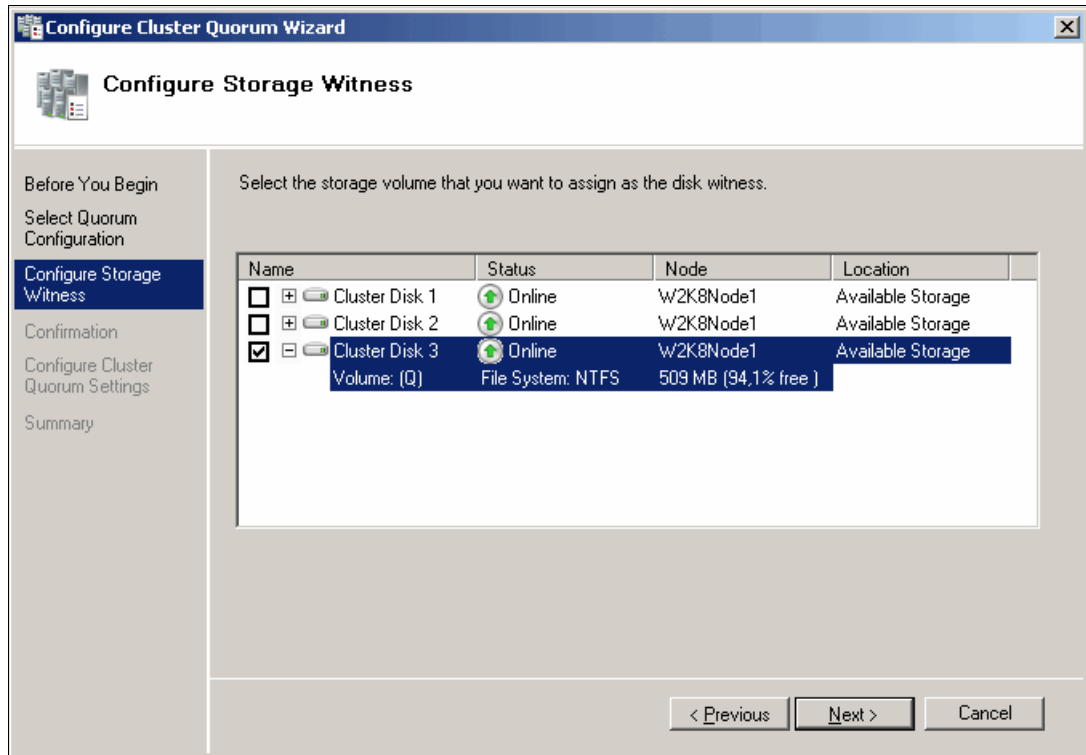 Configure Cluster Quorum Wizard
Configure Storage Witness
Before You Begin
Select Quorum
Configuration
Configure Storage
Witness
Confirmation
Configure Cluster
Quorum Settings
Summary
Select the storage volume that you want to assign as the disk witness.
Name Status Node Location
Cluster Disk 1 Online W2K8Node1 Available Storage
Cluster Disk 2 Online W2K8Node1 Available Storage
Cluster Disk 3 Online W2K8Node1 Available Storage
Volume: (Q) File System: NTFS 509 MB (94,1% free )
< Previous Next > Cancel